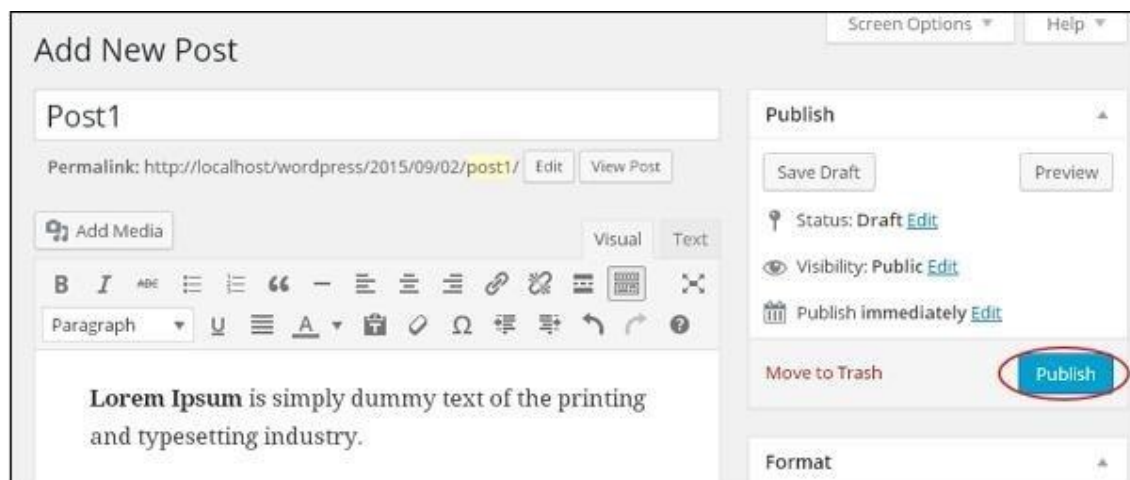 Screen Options Help
Add New Post
Post1
Permalink: http://localhost/wordpress/2015/09/02/post1/ Edit View Post
Add Media
Visual Text
B I ABC
Paragraph U A Ω
Lorem Ipsum is simply dummy text of the printing
and typesetting industry.
Publish
Save Draft Preview
Status: Draft Edit
Visibility: Public Edit
Publish immediately Edit
Move to Trash Publish
Format